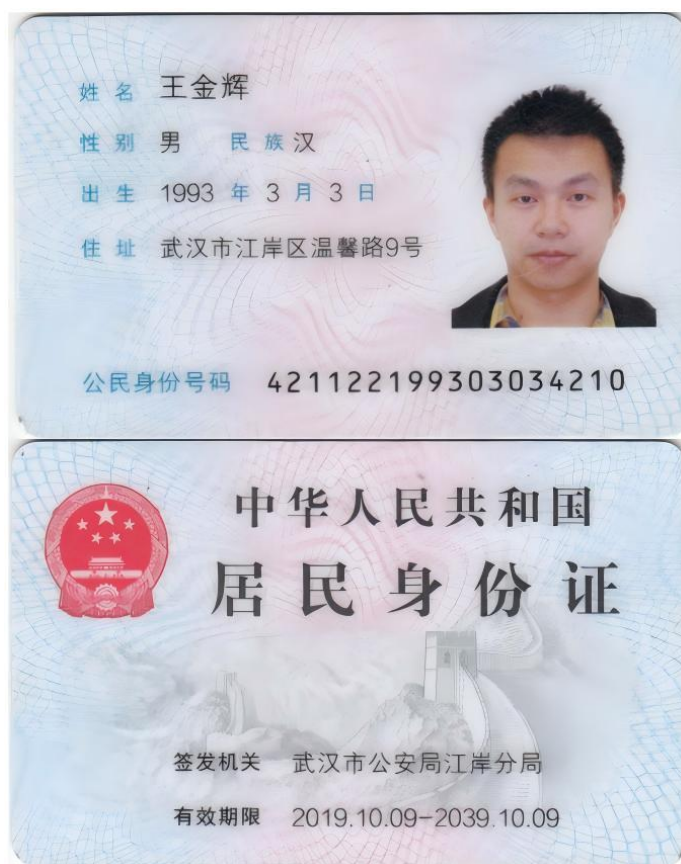 姓名 王金辉
性别 男 民族 汉
出生 1993 年 3 月 3 日
住址 武汉市江岸区温馨路9号
公民身份号码 421122199303034210
中华人民共和国
居民身份证
签发机关 武汉市公安局江岸分局
有效期限 2019.10.09-2039.10.09